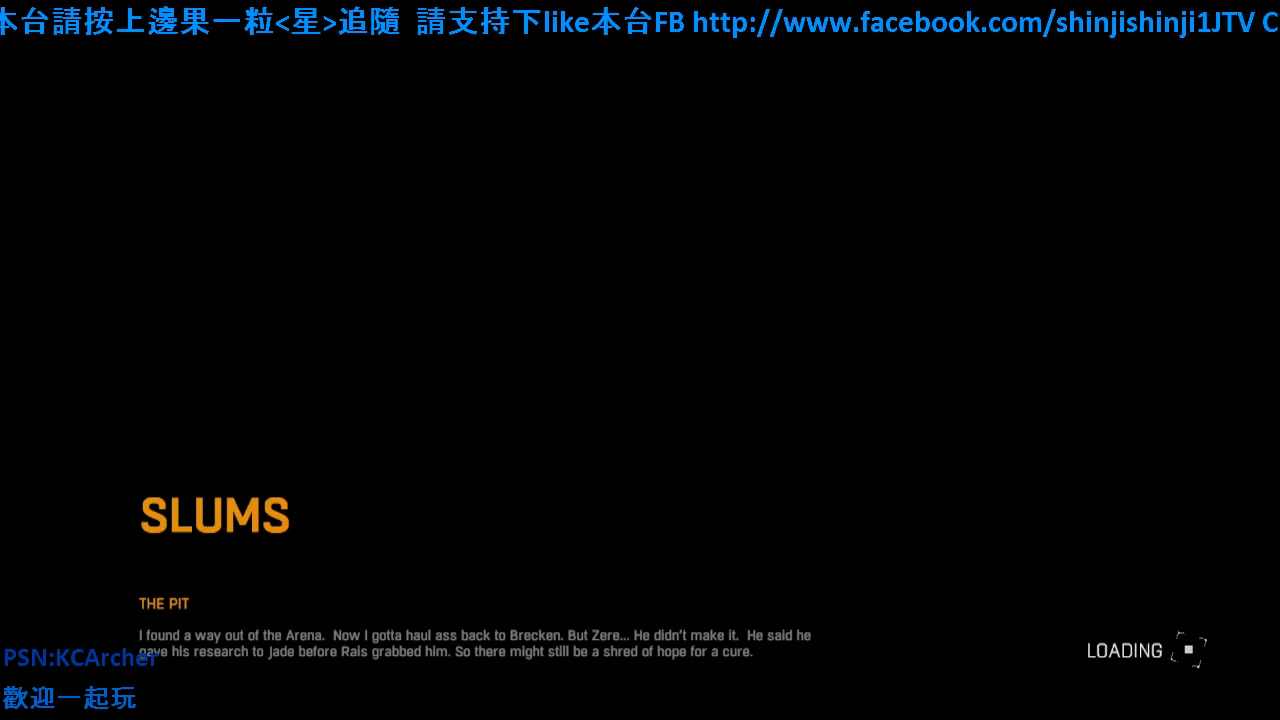 本台請按上邊果一粒<星>追隨 請支持下like本台FB http://www.facebook.com/shinjishinji1JTV C
SLUMS
THE PIT
I found a way out of the Arena. Now I gotta haul ass back to Brecken. But Zere... He didn't make it. He said he
gave his research to Jade before Rais grabbed him. So there might still be a shred of hope for a cure.
LOADING
PSN:KCArcher
歡迎一起玩